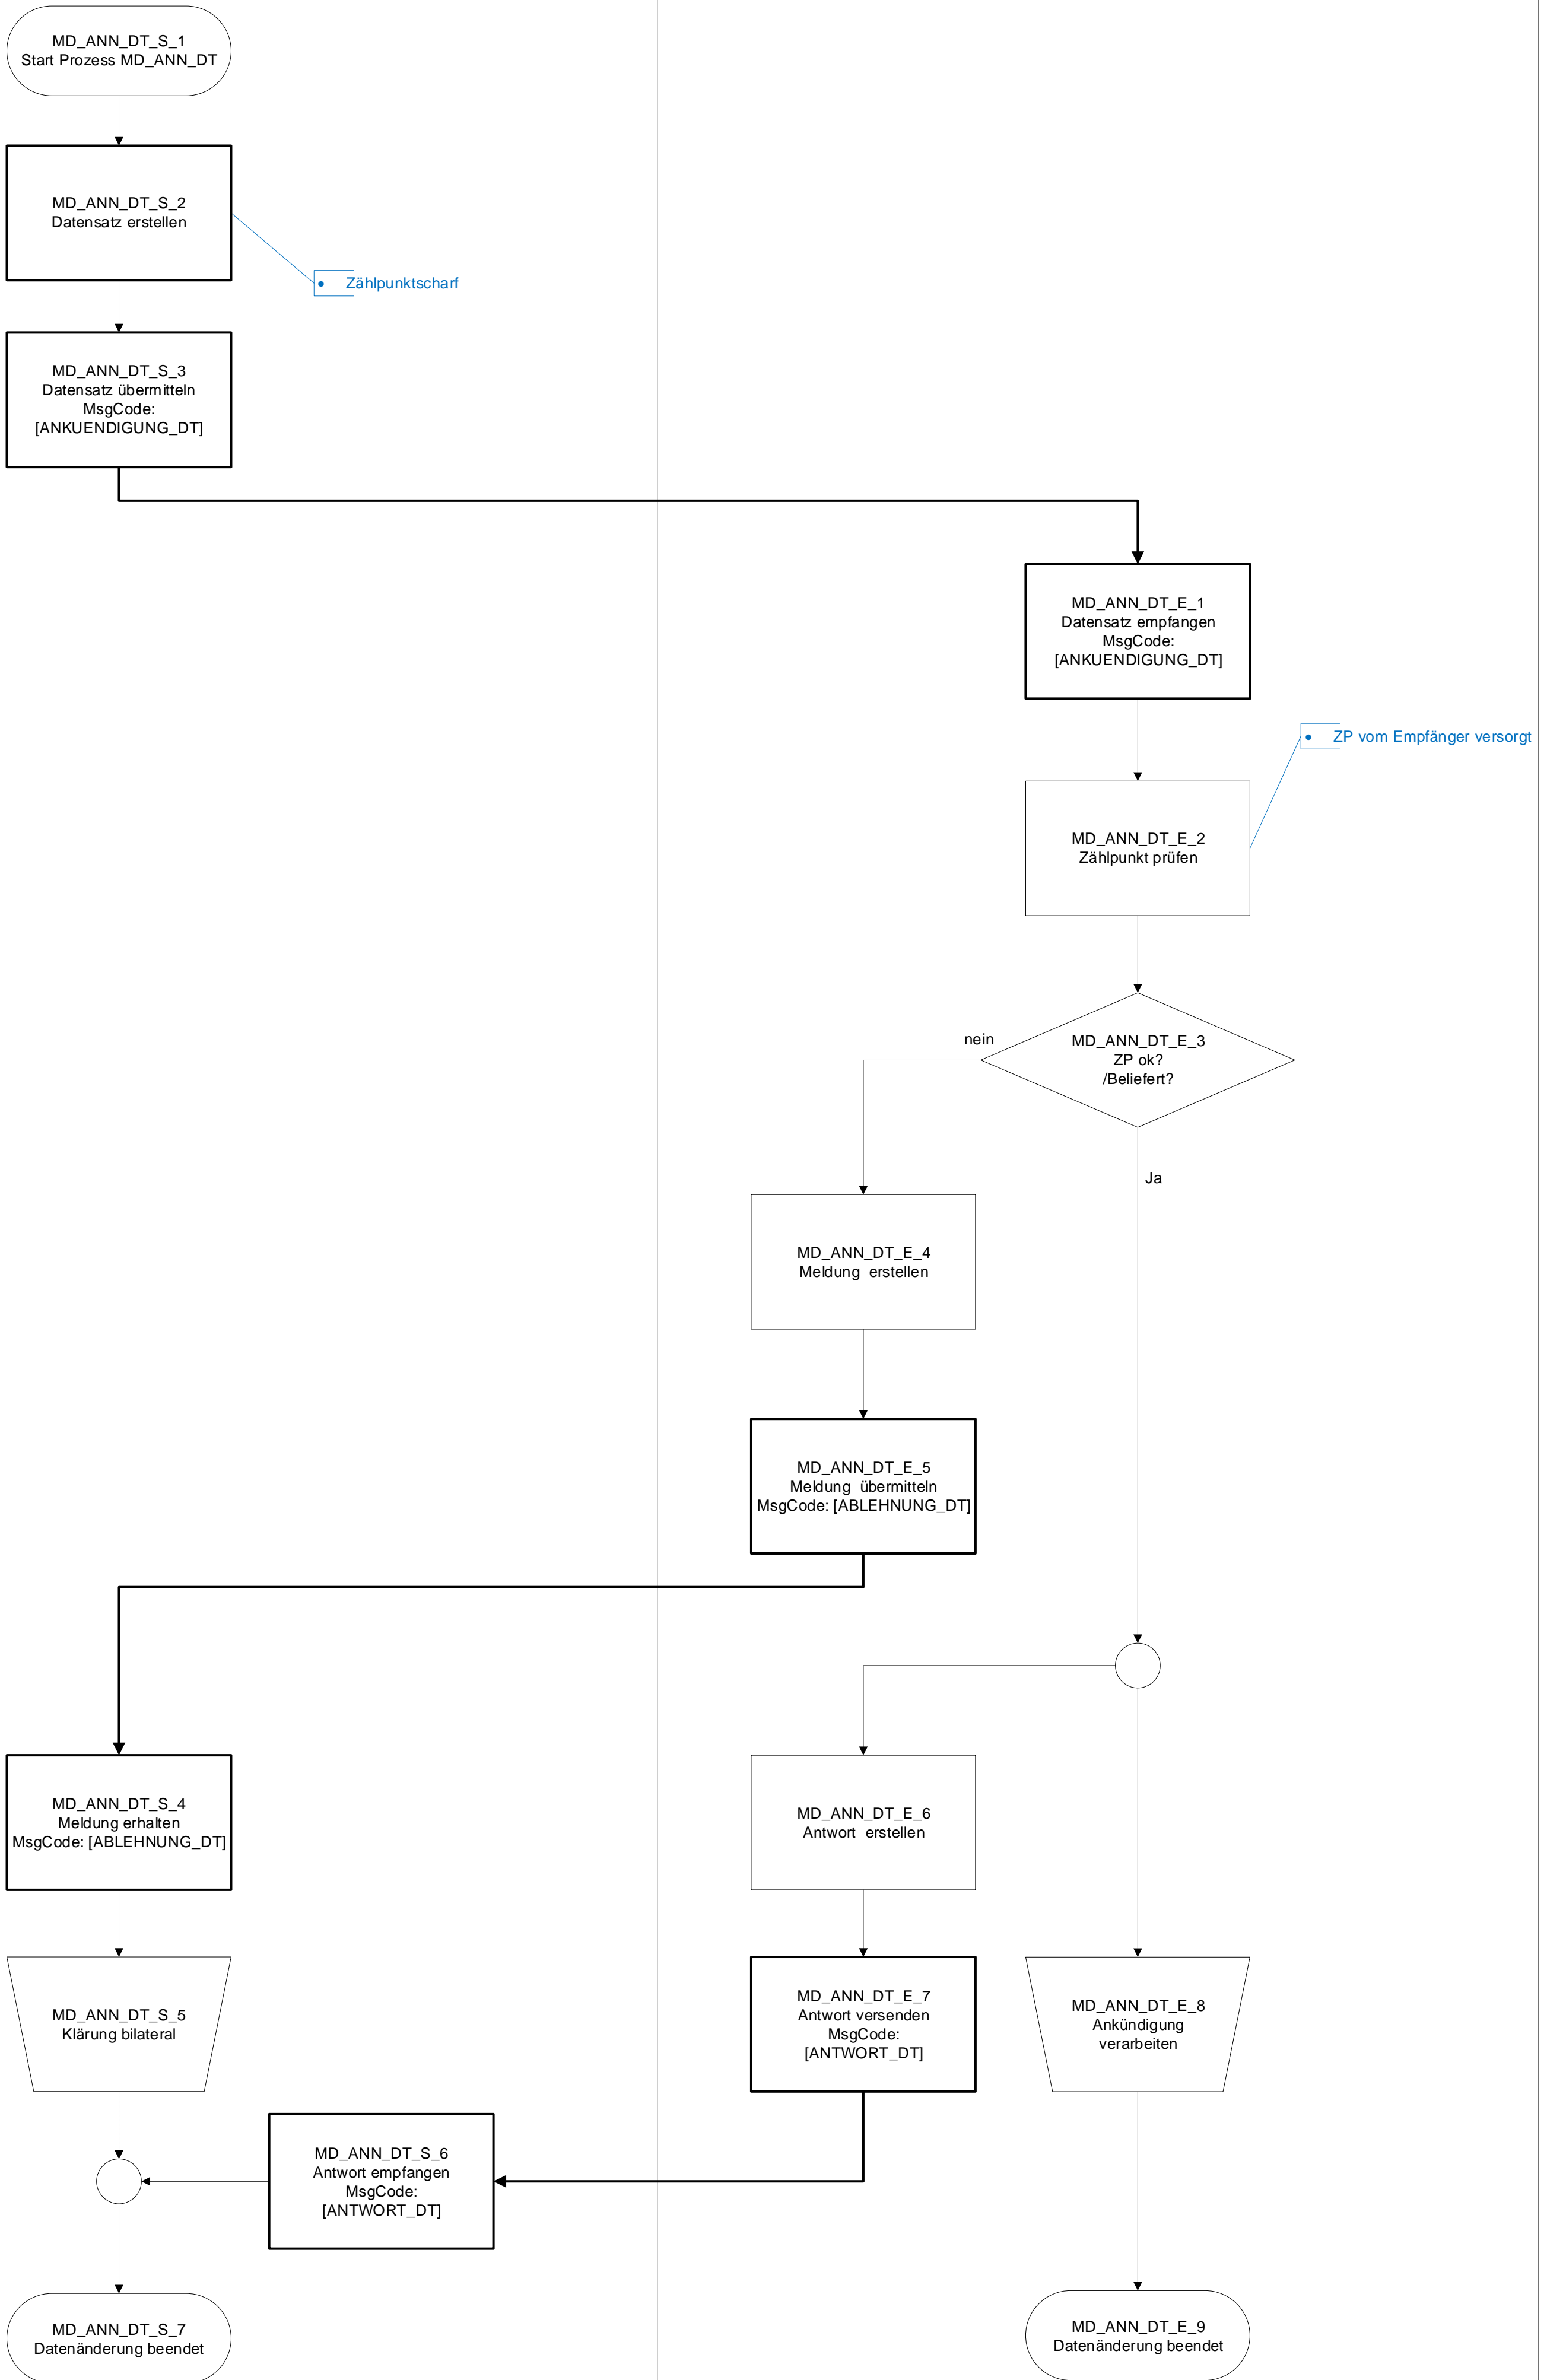 MD_ANN_DT_S_1
Start Prozess MD_ANN_DT
MD_ANN_DT_S_2
Datensatz erstellen
• Zählpunktscharf
MD_ANN_DT_S_3
Datensatz übermitteln
MsgCode:
[ANKUENDIGUNG_DT]
MD_ANN_DT_E_1
Datensatz empfangen
MsgCode:
[ANKUENDIGUNG_DT]
• ZP vom Empfänger versorgt
MD_ANN_DT_E_2
Zählpunkt prüfen
nein
MD_ANN_DT_E_3
ZP ok?
/Beliefert?
Ja
MD_ANN_DT_E_4
Meldung erstellen
MD_ANN_DT_E_5
Meldung übermitteln
MsgCode: [ABLEHNUNG_DT]
MD_ANN_DT_S_4
Meldung erhalten
MsgCode: [ABLEHNUNG_DT]
MD_ANN_DT_E_6
Antwort erstellen
MD_ANN_DT_S_5
Klärung bilateral
MD_ANN_DT_E_7
Antwort versenden
MsgCode:
[ANTWORT_DT]
MD_ANN_DT_E_8
Ankündigung
verarbeiten
MD_ANN_DT_S_6
Antwort empfangen
MsgCode:
[ANTWORT_DT]
MD_ANN_DT_S_7
Datenänderung beendet
MD_ANN_DT_E_9
Datenänderung beendet